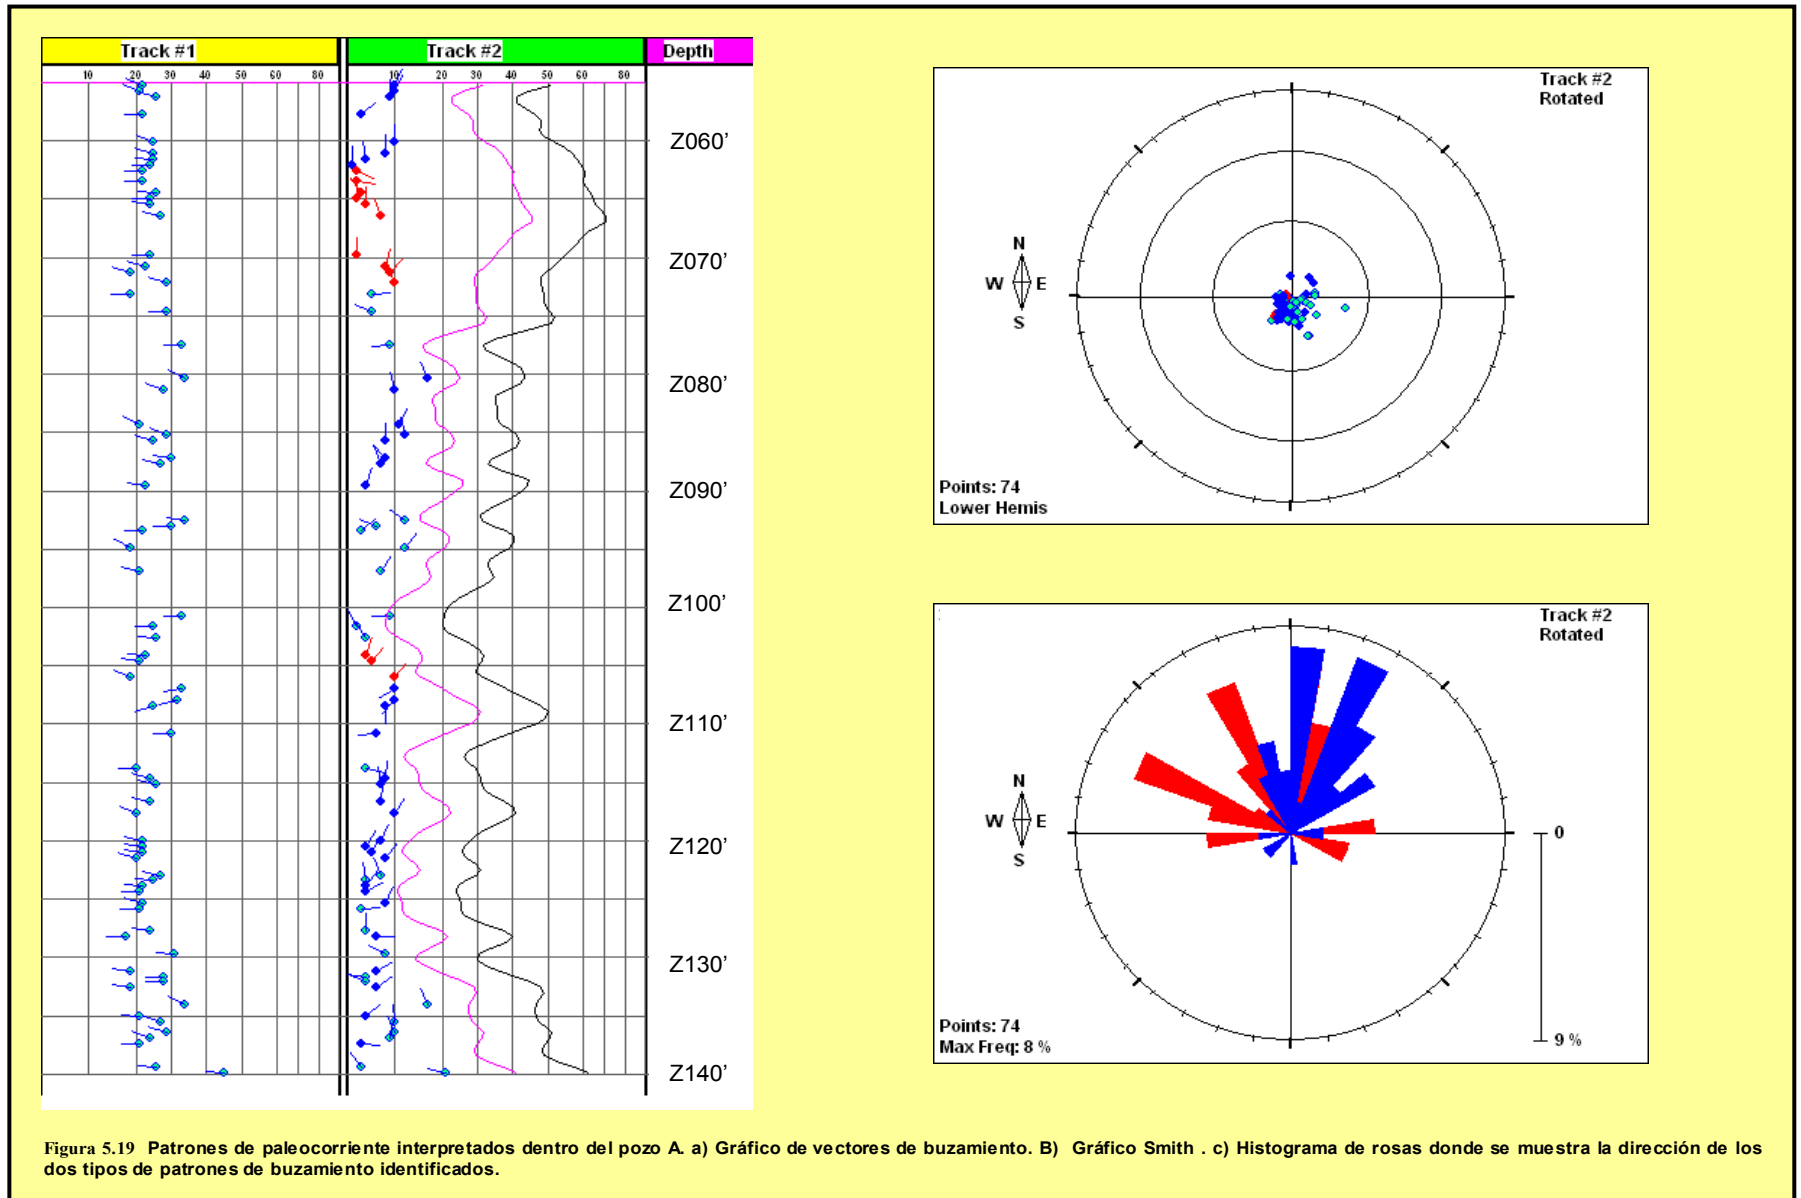 Track #1 Track #2 Depth
10 20 30 40 50 60 80 10 20 30 40 50 60 80
Z060’
Z070’
Z080’
Z090’
Z100’
Z110’
Z120’
Z130’
Z140’
Track #2
Rotated
N
W E
S
Points: 74
Lower Hemis
Track #2
Rotated
N
W E
S
0
9 %
Points: 74
Max Freq: 8 %
Figura 5.19 Patrones de paleocorriente interpretados dentro del pozo A. a) Gráfico de vectores de buzamiento. B) Gráfico Smith . c) Histograma de rosas donde se muestra la dirección de los
dos tipos de patrones de buzamiento identificados.